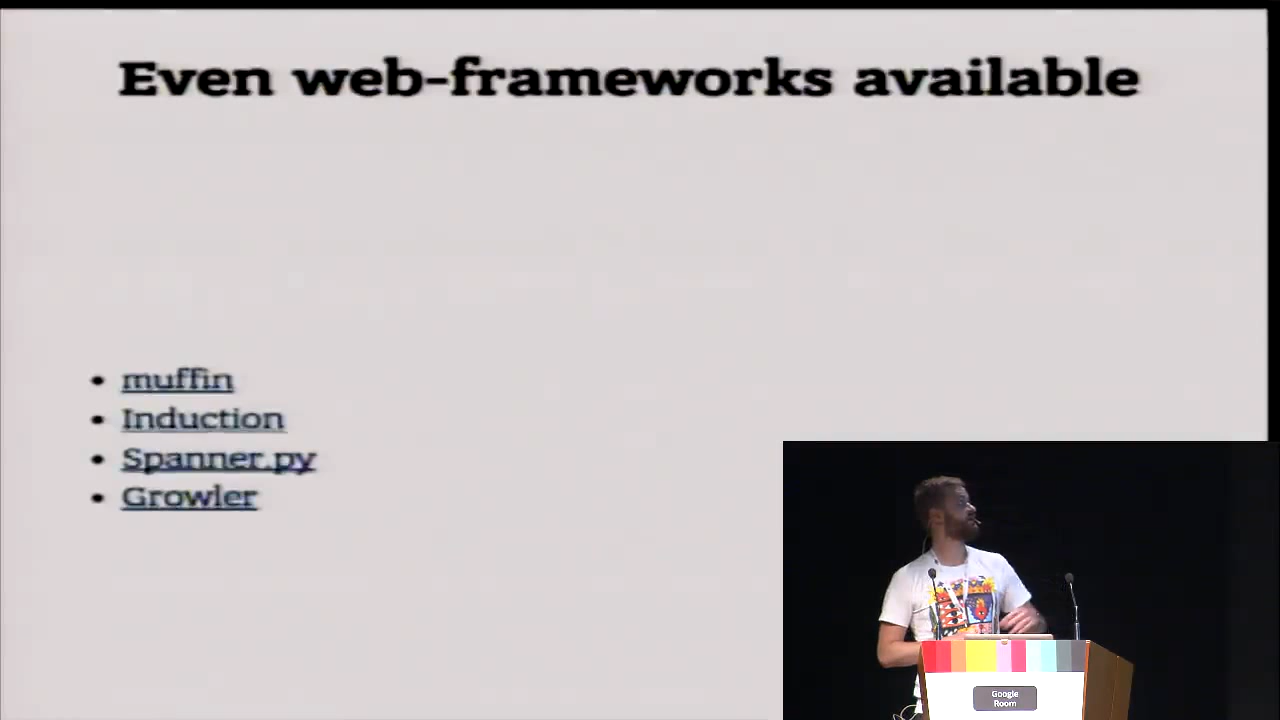 Even web-frameworks available
muffin
Induction
Spanner.py
Growler
Google
Room